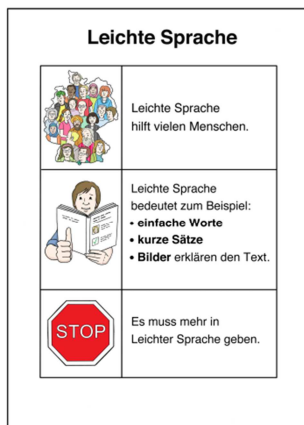 Leichte Sprache
Leichte Sprache
hilft vielen Menschen.
Leichte Sprache
bedeutet zum Beispiel:
• einfache Worte
• kurze Sätze
• Bilder erklären den Text.
STOP
Es muss mehr in
Leichter Sprache geben.